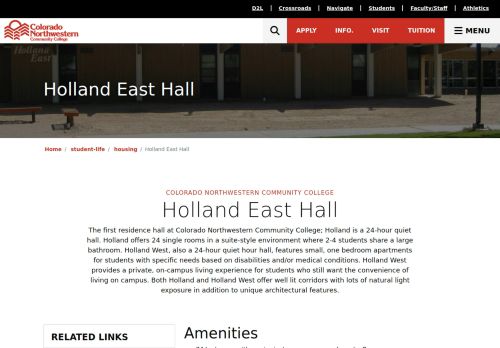 D2L | Crossroads | Navigate | Students | Faculty/Staff | Athletics
Colorado
Northwestern
Community College
APPLY INFO. VISIT TUITION MENU
Holland
East
Holland East Hall
Home / student-life / housing / Holland East Hall
COLORADO NORTHWESTERN COMMUNITY COLLEGE
Holland East Hall
The first residence hall at Colorado Northwestern Community College; Holland is a 24-hour quiet
hall. Holland offers 24 single rooms in a suite-style environment where 2-4 students share a large
bathroom. Holland West, also a 24-hour quiet hour hall, features small, one bedroom apartments
for students with specific needs based on disabilities and/or medical conditions. Holland West
provides a private, on-campus living experience for students who still want the convenience of
living on campus. Both Holland and Holland West offer well lit corridors with lots of natural light
exposure in addition to unique architectural features.
RELATED LINKS
Amenities